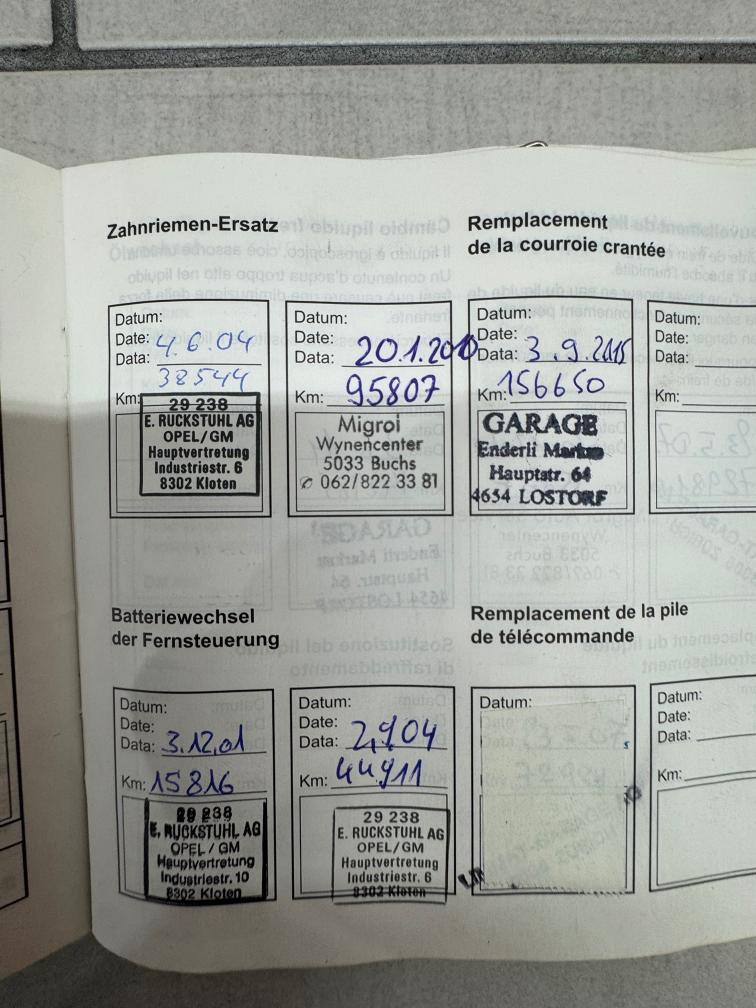 Zahnriemen-Ersatz
Remplacement
de la courroie crantée
Datum:
Date:
Data: 4.6.04
38544
Km:
29 238
E. RUCKSTUHL AG
OPEL/GM
Hauptvertretung
Industriestr. 6
8302 Kloten
Datum:
Date:
Data: 20.1.2010
Km: 95807
Migrol
Wynencenter
5033 Buchs
✆ 062/822 33 81
Datum:
Date:
Data: 3.9.2015
Km: 156650
GARAGE
Enderli Markus
Hauptstr. 64
4654 LOSTORF
Datum:
Date:
Data:
Km:
Batteriewechsel
der Fernsteuerung
Remplacement de la pile
de télécommande
Datum:
Date:
Data: 3.12.01
Km: 15816
29 238
E. RUCKSTUHL AG
OPEL / GM
Hauptvertretung
Industriestr. 10
8302 Kloten
Datum:
Date:
Data: 2.9.04
Km: 44911
29 238
E. RUCKSTUHL AG
OPEL / GM
Hauptvertretung
Industriestr. 6
8302 Kloten
Datum:
Datum:
Date:
Data:
Km: